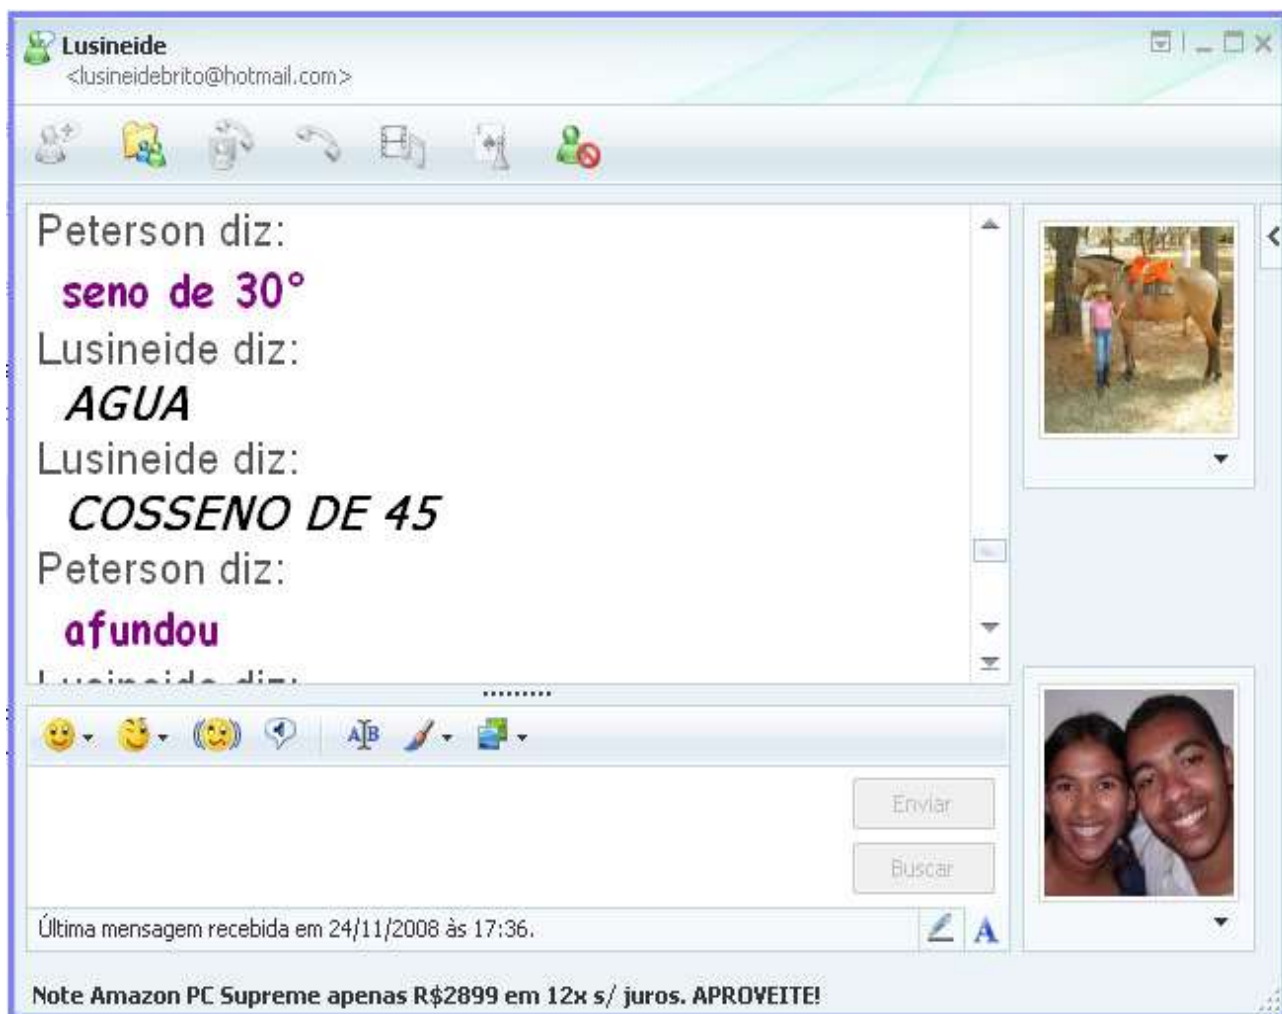 Lusineide
<lusineidebrito@hotmail.com>
Peterson diz:
seno de 30°
Lusineide diz:
AGUA
Lusineide diz:
COSSENO DE 45
Peterson diz:
afundou
Lusineide diz:
Enviar
Buscar
Última mensagem recebida em 24/11/2008 às 17:36.
Note Amazon PC Supreme apenas R$2899 em 12x s/ juros. APROVEITE!